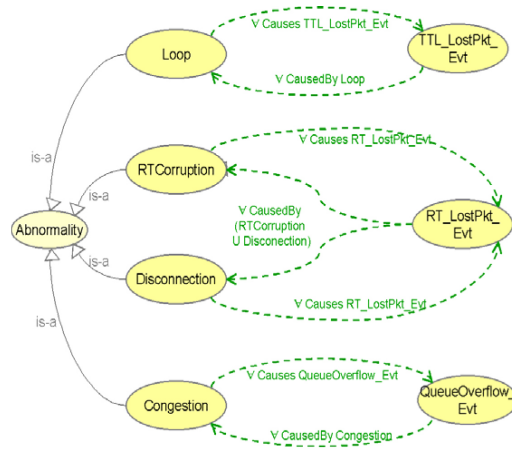 ∀ Causes TTL_LostPkt_Evt
Loop
TTL_LostPkt_
Evt
∀ CausedBy Loop
is-a
∀ Causes RT_LostPkt_Evt
RTCorruption
is-a
∀ CausedBy
(RTCorruption
U Disconection)
Abnormality
RT_LostPkt_
Evt
is-a
Disconnection
∀ Causes RT_LostPkt_Evt
is-a
∀ Causes QueueOverflow_Evt
Congestion
QueueOverflow_
Evt
∀ CausedBy Congestion